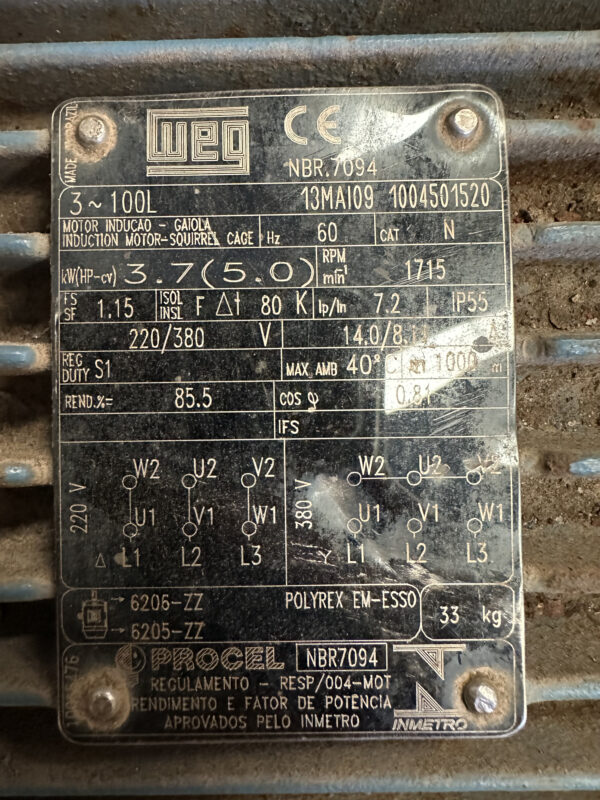 WEG
CE
NBR.7094
3~100L 13MAI09 1004501520
MOTOR INDUCAO - GAIOLA
INDUCTION MOTOR-SQUIRREL CAGE Hz 60 CAT N
kW(HP-cv) 3.7(5.0) RPM
min⁻¹ 1715
FS
SF 1.15 ISOL
INSL F Δt 80 K Ip/In 7.2 IP55
220/380 V 14.0/8. A
REG
DUTY S1 MAX AMB 40°C 1000 m
REND.%= 85.5 COS φ 0.81
IFS
220 V
W2 U2 V2
U1 V1 W1
Δ L1 L2 L3
380 V
W2 U2 V2
U1 V1 W1
Y L1 L2 L3
6206-ZZ POLYREX EM-ESSO 33 kg
6205-ZZ
PROCEL NBR7094
REGULAMENTO - RESP/004-MOT
RENDIMENTO E FATOR DE POTENCIA
APROVADOS PELO INMETRO
INMETRO
MADE BRAZIL